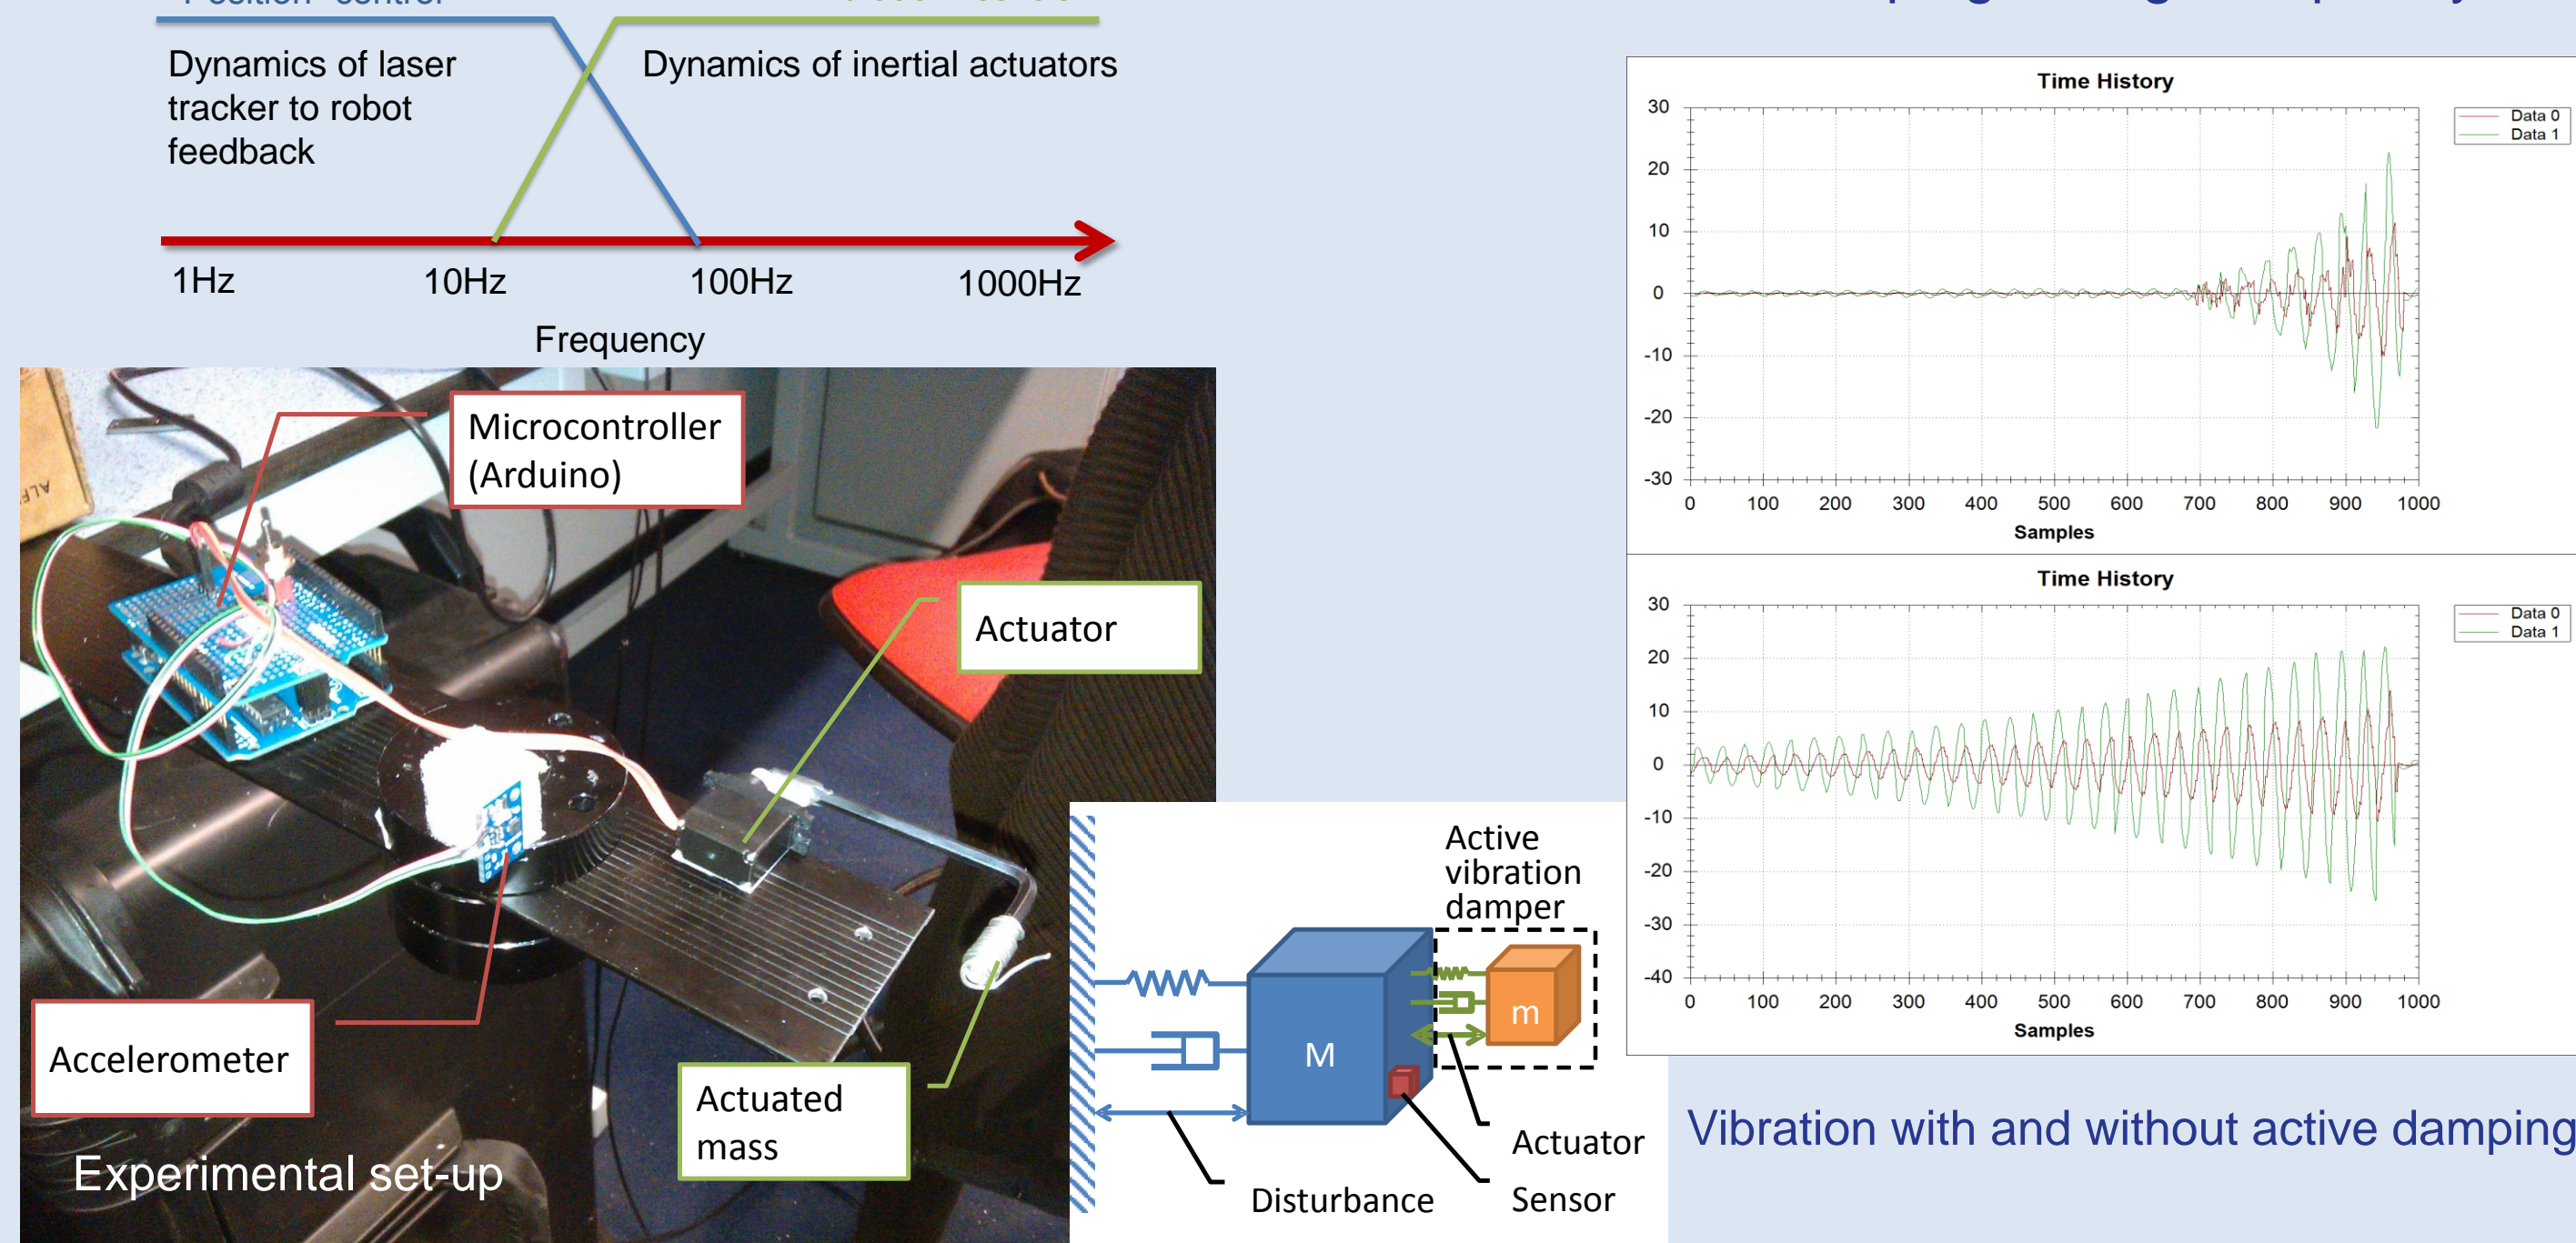 Position control
Dynamics of laser
tracker to robot
feedback
Dynamics of inertial actuators
1Hz
10Hz
100Hz
1000Hz
Frequency
Microcontroller
(Arduino)
Actuator
Accelerometer
Actuated
mass
Experimental set-up
Active
vibration
damper
M
m
Actuator
Sensor
Disturbance
Time History
30
20
10
0
-10
-20
-30
0 100 200 300 400 500 600 700 800 900 1000
Samples
Data 0
Data 1
Time History
30
20
10
0
-10
-20
-30
-40
0 100 200 300 400 500 600 700 800 900 1000
Samples
Data 0
Data 1
Vibration with and without active damping